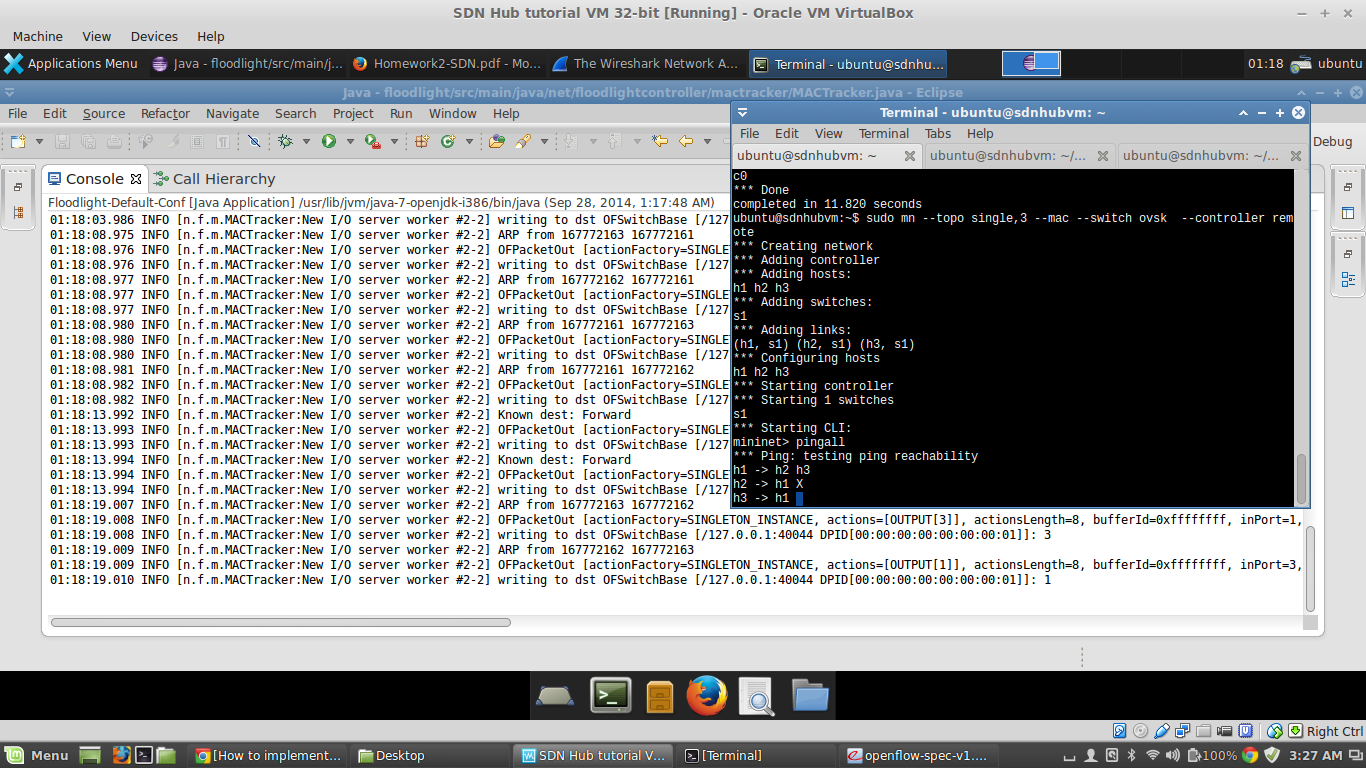 SDN Hub tutorial VM 32-bit [Running] - Oracle VM VirtualBox
Machine View Devices Help
Applications Menu Java - floodlight/src/main/j... Homework2-SDN.pdf - Mo... The Wireshark Network A... Terminal - ubuntu@sdnhu... 01:18 ubuntu
Java - floodlight/src/main/java/net/floodlightcontroller/mactracker/MACTracker.java - Eclipse
File Edit Source Refactor Navigate Search Project Run Window Help
Debug
Console Call Hierarchy
Floodlight-Default-Conf [Java Application] /usr/lib/jvm/java-7-openjdk-i386/bin/java (Sep 28, 2014, 1:17:48 AM)
01:18:03.986 INFO [n.f.m.MACTracker:New I/O server worker #2-2] writing to dst OFSwitchBase [/127
01:18:08.975 INFO [n.f.m.MACTracker:New I/O server worker #2-2] ARP from 167772163 167772161
01:18:08.976 INFO [n.f.m.MACTracker:New I/O server worker #2-2] OFPacketOut [actionFactory=SINGLE
01:18:08.976 INFO [n.f.m.MACTracker:New I/O server worker #2-2] writing to dst OFSwitchBase [/127
01:18:08.977 INFO [n.f.m.MACTracker:New I/O server worker #2-2] ARP from 167772162 167772161
01:18:08.977 INFO [n.f.m.MACTracker:New I/O server worker #2-2] OFPacketOut [actionFactory=SINGLE
01:18:08.977 INFO [n.f.m.MACTracker:New I/O server worker #2-2] writing to dst OFSwitchBase [/127
01:18:08.980 INFO [n.f.m.MACTracker:New I/O server worker #2-2] ARP from 167772161 167772163
01:18:08.980 INFO [n.f.m.MACTracker:New I/O server worker #2-2] OFPacketOut [actionFactory=SINGLE
01:18:08.980 INFO [n.f.m.MACTracker:New I/O server worker #2-2] writing to dst OFSwitchBase [/127
01:18:08.981 INFO [n.f.m.MACTracker:New I/O server worker #2-2] ARP from 167772161 167772162
01:18:08.982 INFO [n.f.m.MACTracker:New I/O server worker #2-2] OFPacketOut [actionFactory=SINGLE
01:18:08.982 INFO [n.f.m.MACTracker:New I/O server worker #2-2] writing to dst OFSwitchBase [/127
01:18:13.992 INFO [n.f.m.MACTracker:New I/O server worker #2-2] Known dest: Forward
01:18:13.993 INFO [n.f.m.MACTracker:New I/O server worker #2-2] OFPacketOut [actionFactory=SINGLE
01:18:13.993 INFO [n.f.m.MACTracker:New I/O server worker #2-2] writing to dst OFSwitchBase [/127
01:18:13.994 INFO [n.f.m.MACTracker:New I/O server worker #2-2] Known dest: Forward
01:18:13.994 INFO [n.f.m.MACTracker:New I/O server worker #2-2] OFPacketOut [actionFactory=SINGLE
01:18:13.994 INFO [n.f.m.MACTracker:New I/O server worker #2-2] writing to dst OFSwitchBase [/127
01:18:19.007 INFO [n.f.m.MACTracker:New I/O server worker #2-2] ARP from 167772163 167772162
01:18:19.008 INFO [n.f.m.MACTracker:New I/O server worker #2-2] OFPacketOut [actionFactory=SINGLETON_INSTANCE, actions=[OUTPUT[3]], actionsLength=8, bufferId=0xffffffff, inPort=1,
01:18:19.008 INFO [n.f.m.MACTracker:New I/O server worker #2-2] writing to dst OFSwitchBase [/127.0.0.1:40044 DPID[00:00:00:00:00:00:00:01]]: 3
01:18:19.009 INFO [n.f.m.MACTracker:New I/O server worker #2-2] ARP from 167772162 167772163
01:18:19.009 INFO [n.f.m.MACTracker:New I/O server worker #2-2] OFPacketOut [actionFactory=SINGLETON_INSTANCE, actions=[OUTPUT[1]], actionsLength=8, bufferId=0xffffffff, inPort=3,
01:18:19.010 INFO [n.f.m.MACTracker:New I/O server worker #2-2] writing to dst OFSwitchBase [/127.0.0.1:40044 DPID[00:00:00:00:00:00:00:01]]: 1
Terminal - ubuntu@sdnhubvm: ~
File Edit View Terminal Tabs Help
ubuntu@sdnhubvm: ~ ubuntu@sdnhubvm: ~/... ubuntu@sdnhubvm: ~/...
c0
*** Done
completed in 11.820 seconds
ubuntu@sdnhubvm:~$ sudo mn --topo single,3 --mac --switch ovsk  --controller rem
ote
*** Creating network
*** Adding controller
*** Adding hosts:
h1 h2 h3
*** Adding switches:
s1
*** Adding links:
(h1, s1) (h2, s1) (h3, s1)
*** Configuring hosts
h1 h2 h3
*** Starting controller
*** Starting 1 switches
s1
*** Starting CLI:
mininet> pingall
*** Ping: testing ping reachability
h1 -> h2 h3
h2 -> h1 X
h3 -> h1
Right Ctrl
Menu [How to implement... Desktop SDN Hub tutorial V... [Terminal] openflow-spec-v1.... 100% 3:27 AM